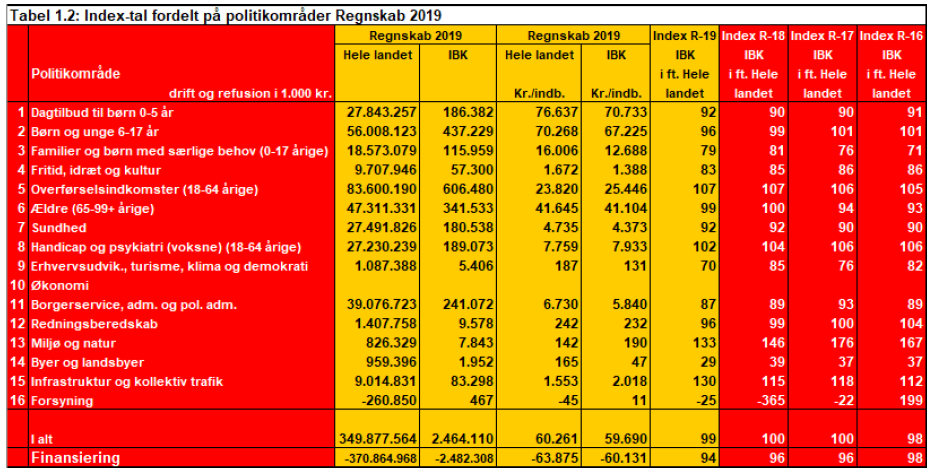 Tabel 1.2: Index-tal fordelt på politikområder Regnskab 2019
Regnskab 2019 Regnskab 2019 Index R-19 Index R-18 Index R-17 Index R-16
Hele landet IBK Hele landet IBK IBK IBK IBK IBK
Politikområde i ft. Hele i ft. Hele i ft. Hele i ft. Hele
drift og refusion i 1.000 kr. Kr./indb. Kr./indb. landet landet landet landet
1 Dagtilbud til børn 0-5 år 27.843.257 186.382 76.637 70.733 92 90 90 91
2 Børn og unge 6-17 år 56.008.123 437.229 70.268 67.225 96 99 101 101
3 Familier og børn med særlige behov (0-17 årige) 18.573.079 115.959 16.006 12.688 79 81 76 71
4 Fritid, idræt og kultur 9.707.946 57.300 1.672 1.388 83 85 86 86
5 Overførselsindkomster (18-64 årige) 83.600.190 606.480 23.820 25.446 107 107 106 105
6 Ældre (65-99+ årige) 47.311.331 341.533 41.645 41.104 99 100 94 93
7 Sundhed 27.491.826 180.538 4.735 4.373 92 92 90 90
8 Handicap og psykiatri (voksne) (18-64 årige) 27.230.239 189.073 7.759 7.933 102 104 106 106
9 Erhvervsudvik., turisme, klima og demokrati 1.087.388 5.406 187 131 70 85 76 82
10 Økonomi
11 Borgerservice, adm. og pol. adm. 39.076.723 241.072 6.730 5.840 87 89 93 89
12 Redningsberedskab 1.407.758 9.578 242 232 96 99 100 104
13 Miljø og natur 826.329 7.843 142 190 133 146 176 167
14 Byer og landsbyer 959.396 1.952 165 47 29 39 37 37
15 Infrastruktur og kollektiv trafik 9.014.831 83.298 1.553 2.018 130 115 118 112
16 Forsyning -260.850 467 -45 11 -25 -365 -22 199
I alt 349.877.564 2.464.110 60.261 59.690 99 100 100 98
Finansiering -370.864.968 -2.482.308 -63.875 -60.131 94 96 96 98